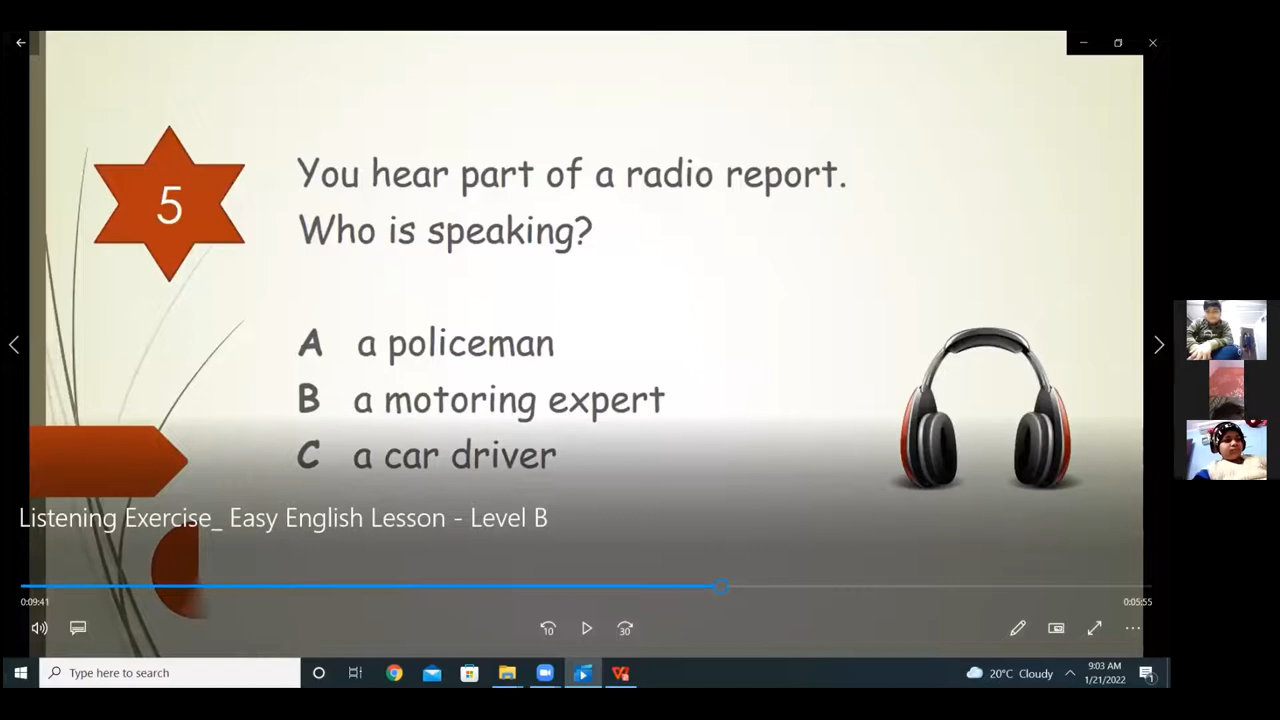 5
You hear part of a radio report.
Who is speaking?
A a policeman
B a motoring expert
C a car driver
Listening Exercise_ Easy English Lesson - Level B
0:09:41
0:05:55
10
30
Type here to search
20°C Cloudy
9:03 AM
1/21/2022
1